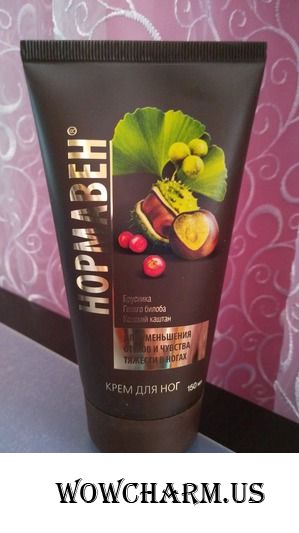 НОРМАВЕН®
Брусника
Гинкго билоба
Конский каштан
ДЛЯ УМЕНЬШЕНИЯ
ОТЕКОВ И ЧУВСТВА
ТЯЖЕСТИ В НОГАХ
КРЕМ ДЛЯ НОГ
150 мл
WOWCHARM.US